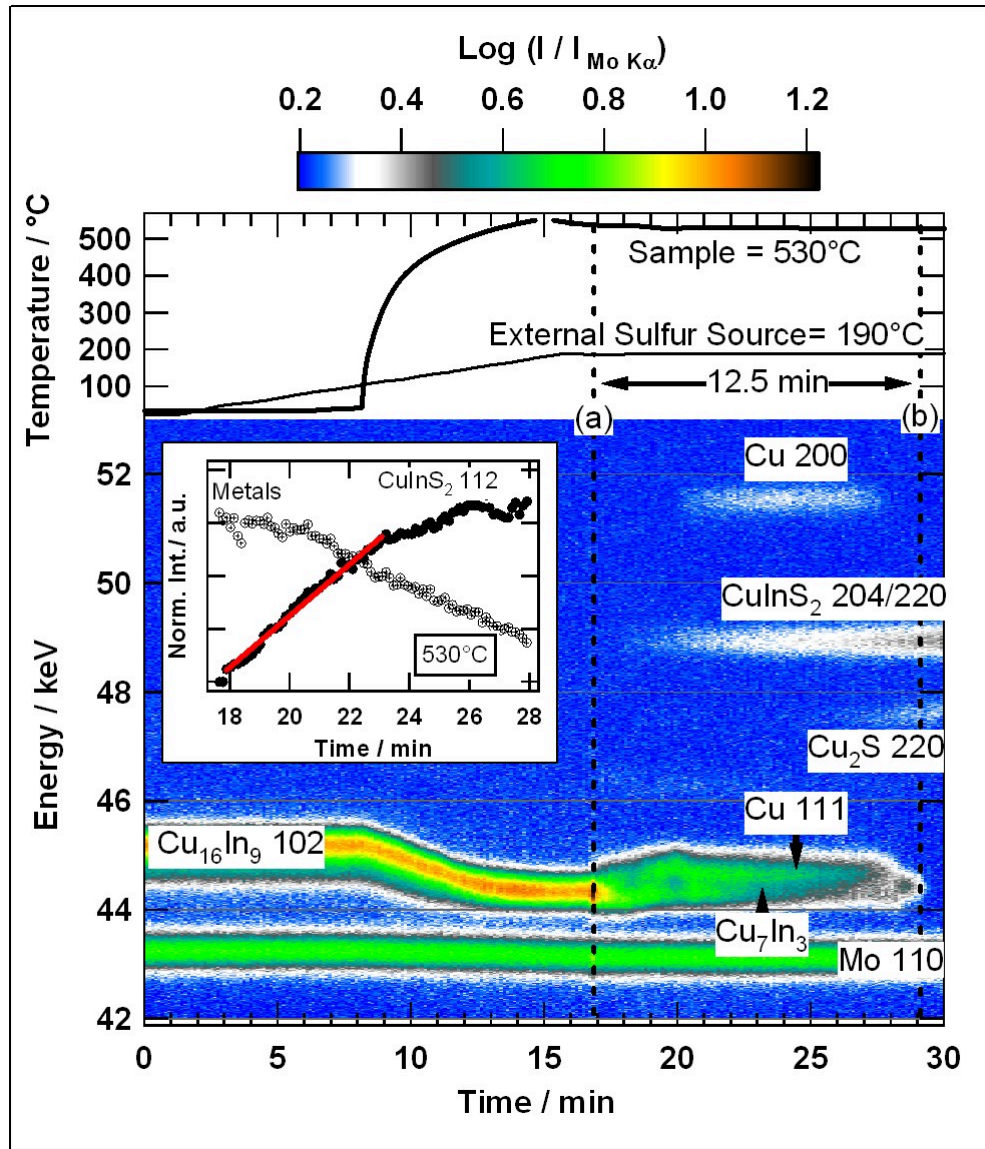 Log (I / I Mo Kα)
0.2 0.4 0.6 0.8 1.0 1.2
Temperature / °C
500
400
300
200
100
Sample = 530°C
External Sulfur Source= 190°C
12.5 min
(a) (b)
Energy / keV
52
50
48
46
44
42
Cu 200
CuInS₂ 204/220
Cu₂S 220
Cu 111
Cu₁₆In₉ 102
Cu₇In₃
Mo 110
Norm. Int./ a.u.
Metals
CuInS₂ 112
530°C
18 20 22 24 26 28
Time / min
0 5 10 15 20 25 30
Time / min